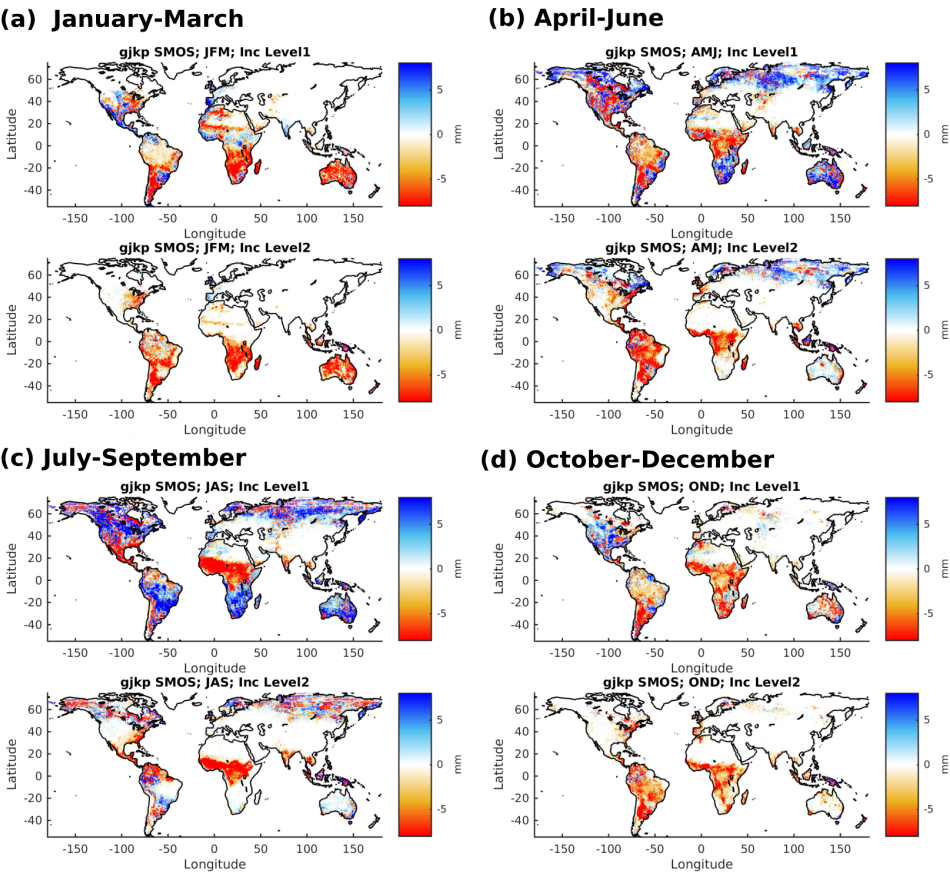 (a) January-March
gjkp SMOS; JFM; Inc Level1
60
40
20
0
-20
-40
Latitude
-150 -100 -50 0 50 100 150
Longitude
5
0
-5
mm
gjkp SMOS; JFM; Inc Level2
60
40
20
0
-20
-40
Latitude
-150 -100 -50 0 50 100 150
Longitude
5
0
-5
mm
(b) April-June
gjkp SMOS; AMJ; Inc Level1
60
40
20
0
-20
-40
Latitude
-150 -100 -50 0 50 100 150
Longitude
5
0
-5
mm
gjkp SMOS; AMJ; Inc Level2
60
40
20
0
-20
-40
Latitude
-150 -100 -50 0 50 100 150
Longitude
5
0
-5
mm
(c) July-September
gjkp SMOS; JAS; Inc Level1
60
40
20
0
-20
-40
Latitude
-150 -100 -50 0 50 100 150
Longitude
5
0
-5
mm
gjkp SMOS; JAS; Inc Level2
60
40
20
0
-20
-40
Latitude
-150 -100 -50 0 50 100 150
Longitude
5
0
-5
mm
(d) October-December
gjkp SMOS; OND; Inc Level1
60
40
20
0
-20
-40
Latitude
-150 -100 -50 0 50 100 150
Longitude
5
0
-5
mm
gjkp SMOS; OND; Inc Level2
60
40
20
0
-20
-40
Latitude
-150 -100 -50 0 50 100 150
Longitude
5
0
-5
mm